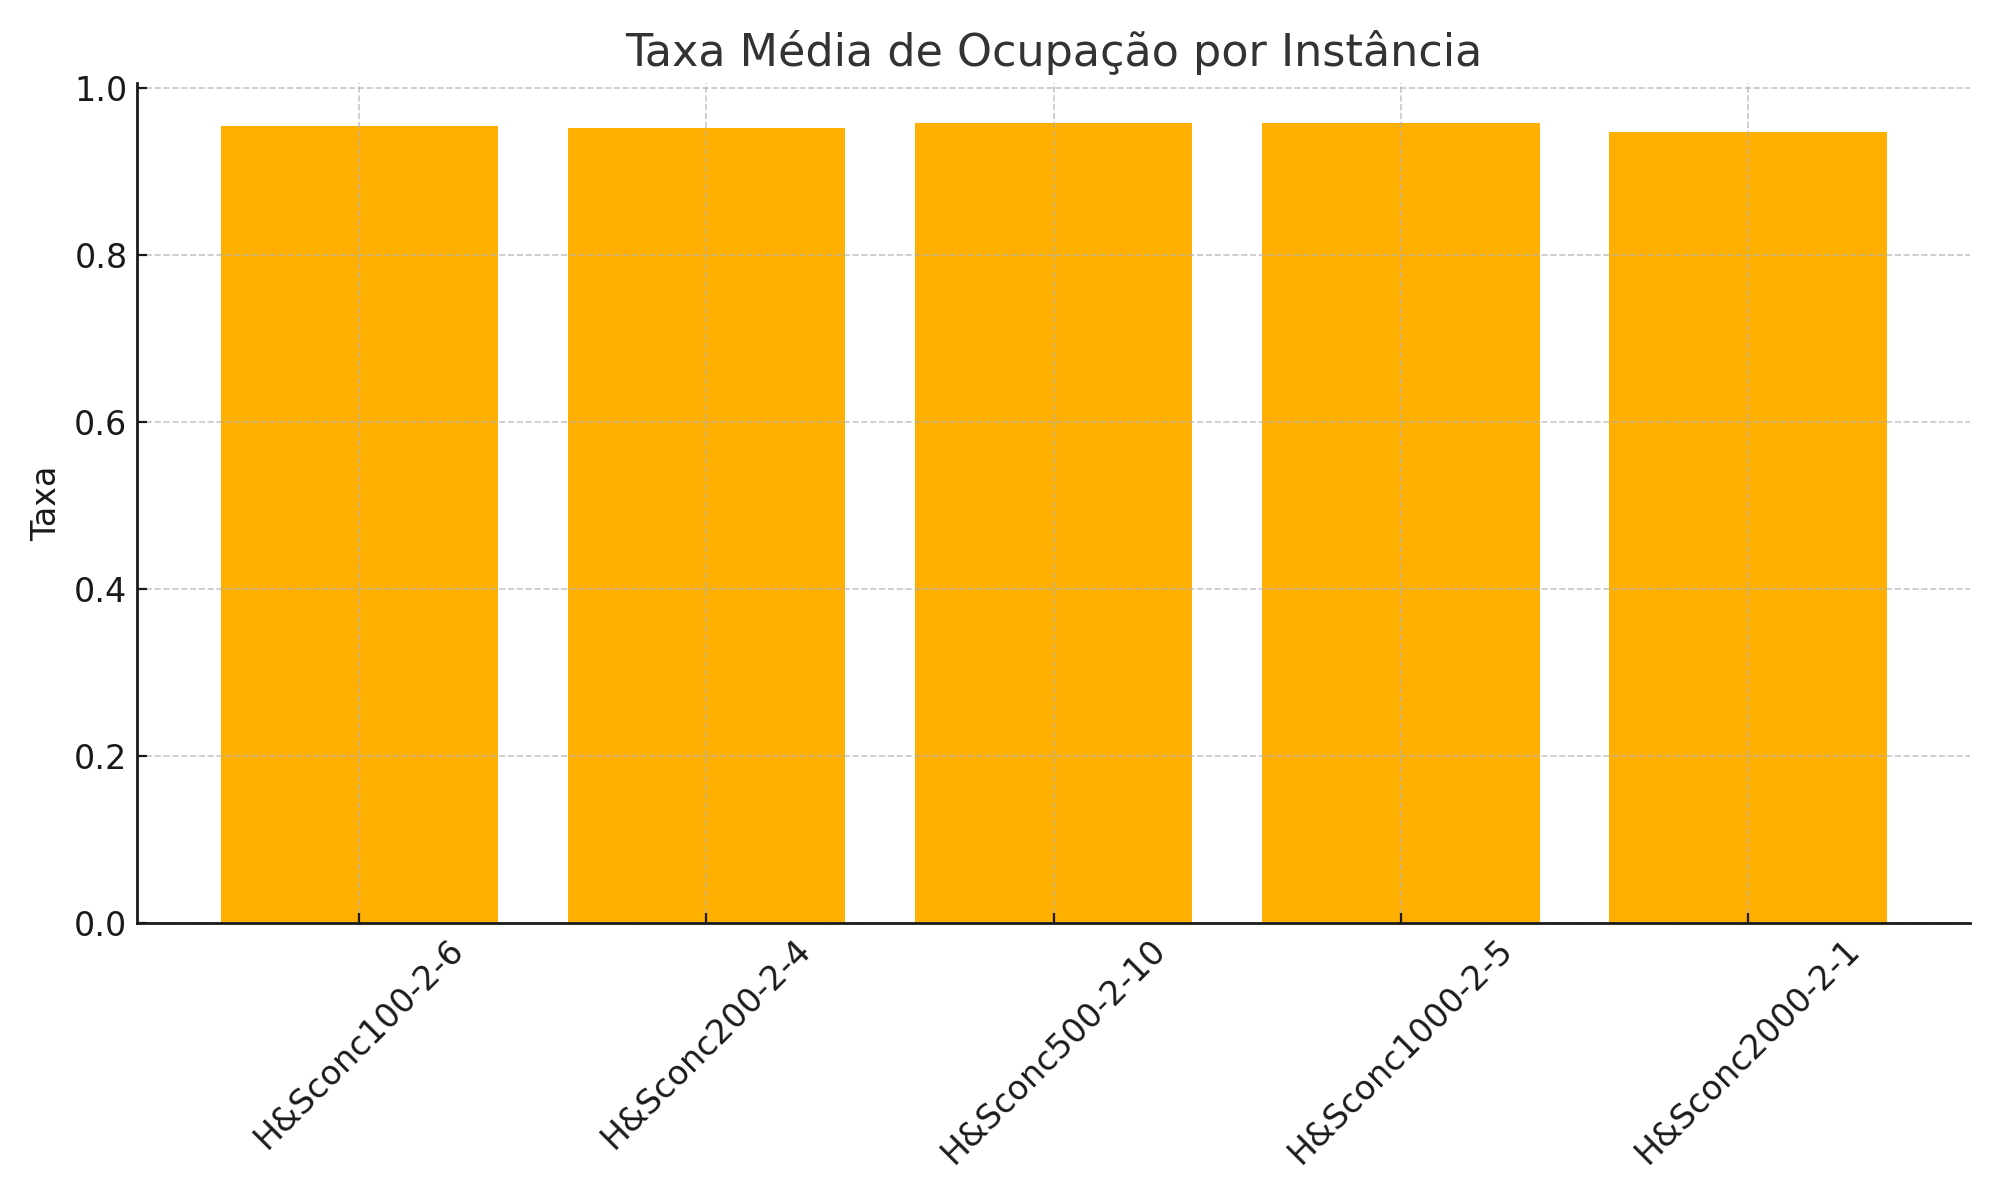 Taxa Média de Ocupação por Instância
Taxa
1.0
0.8
0.6
0.4
0.2
0.0
H&Sconc100-2-6
H&Sconc200-2-4
H&Sconc500-2-10
H&Sconc1000-2-5
H&Sconc2000-2-1